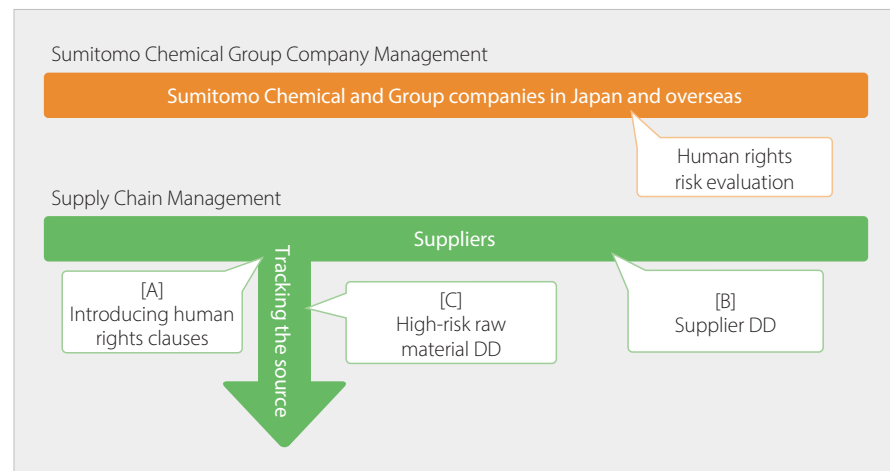 Sumitomo Chemical Group Company Management
Sumitomo Chemical and Group companies in Japan and overseas
Human rights
risk evaluation
Supply Chain Management
Suppliers
Tracking the source
[A]
Introducing human
rights clauses
[C]
High-risk raw
material DD
[B]
Supplier DD